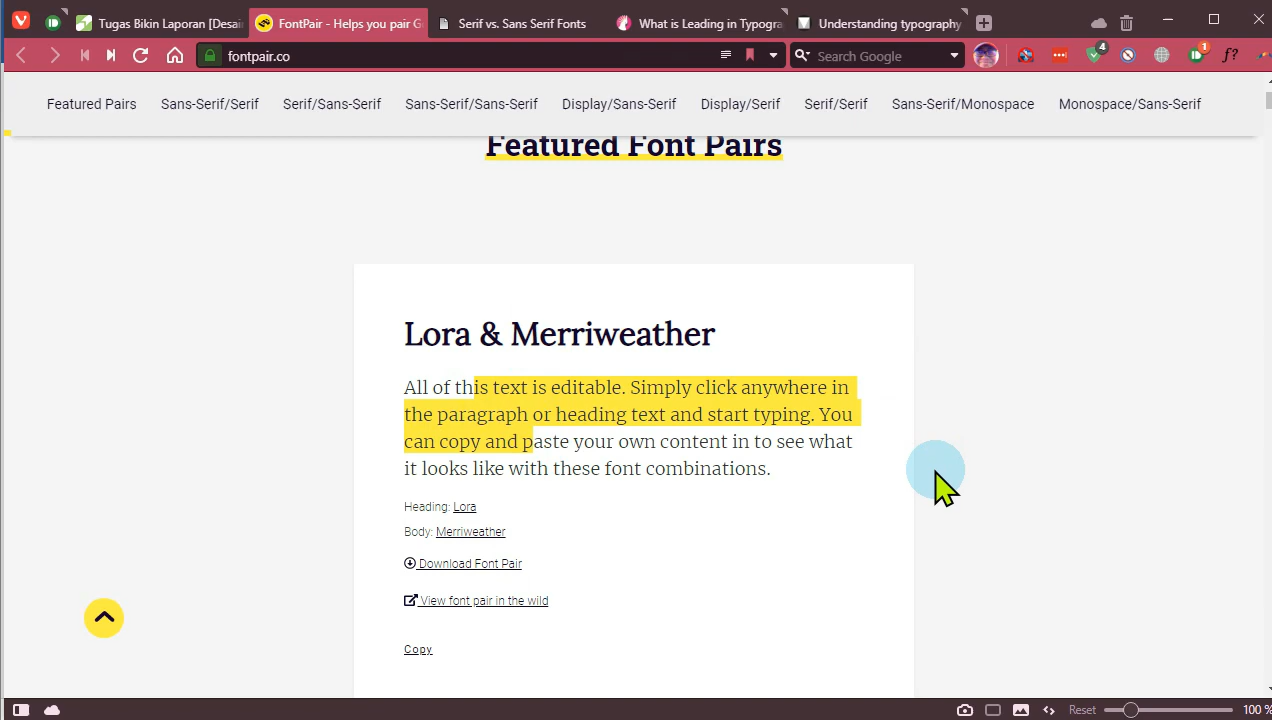 Tugas Bikin Laporan [Desain
FontPair - Helps you pair G
Serif vs. Sans Serif Fonts
What is Leading in Typogra
Understanding typography
fontpair.co
Search Google
4
1
f?
Featured Pairs
Sans-Serif/Serif
Serif/Sans-Serif
Sans-Serif/Sans-Serif
Display/Sans-Serif
Display/Serif
Serif/Serif
Sans-Serif/Monospace
Monospace/Sans-Serif
Featured Font Pairs
Lora & Merriweather
All of this text is editable. Simply click anywhere in
the paragraph or heading text and start typing. You
can copy and paste your own content in to see what
it looks like with these font combinations.
Heading: Lora
Body: Merriweather
Download Font Pair
View font pair in the wild
Copy
Reset
100 %